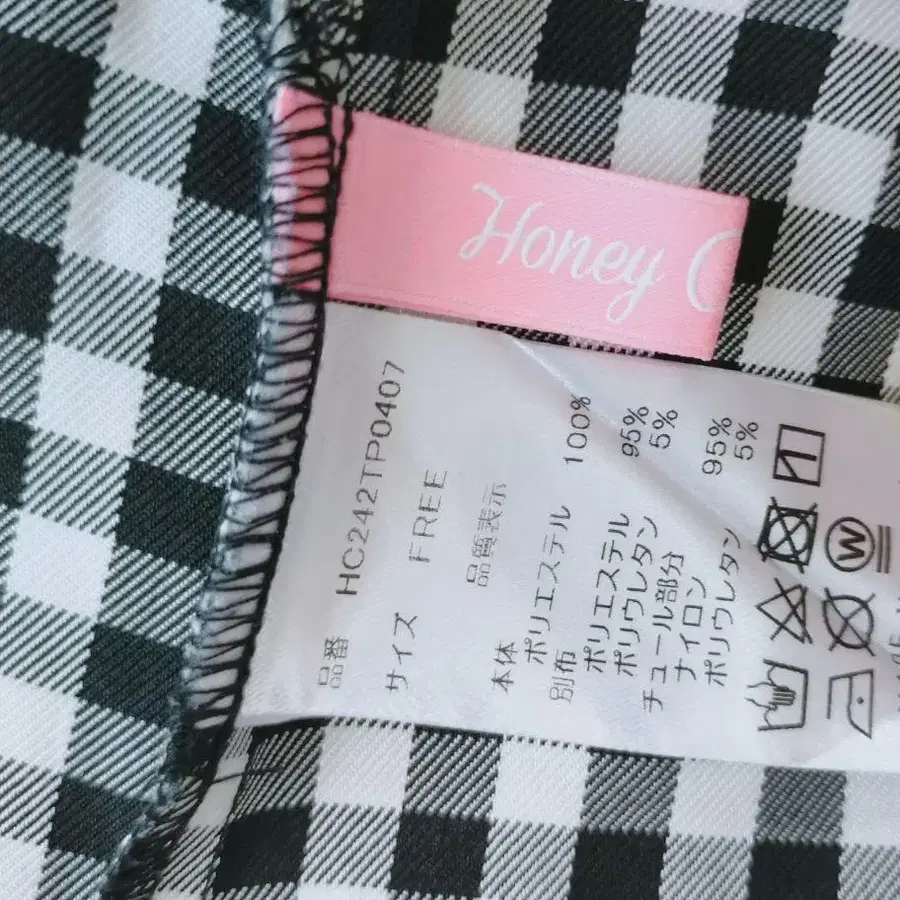 Honey C
品番 HC242TP0407
サイズ FREE
品質表示
本体
ポリエステル 100%
別布
ポリエステル 95%
ポリウレタン 5%
チュール部分
ナイロン 95%
ポリウレタン 5%
W